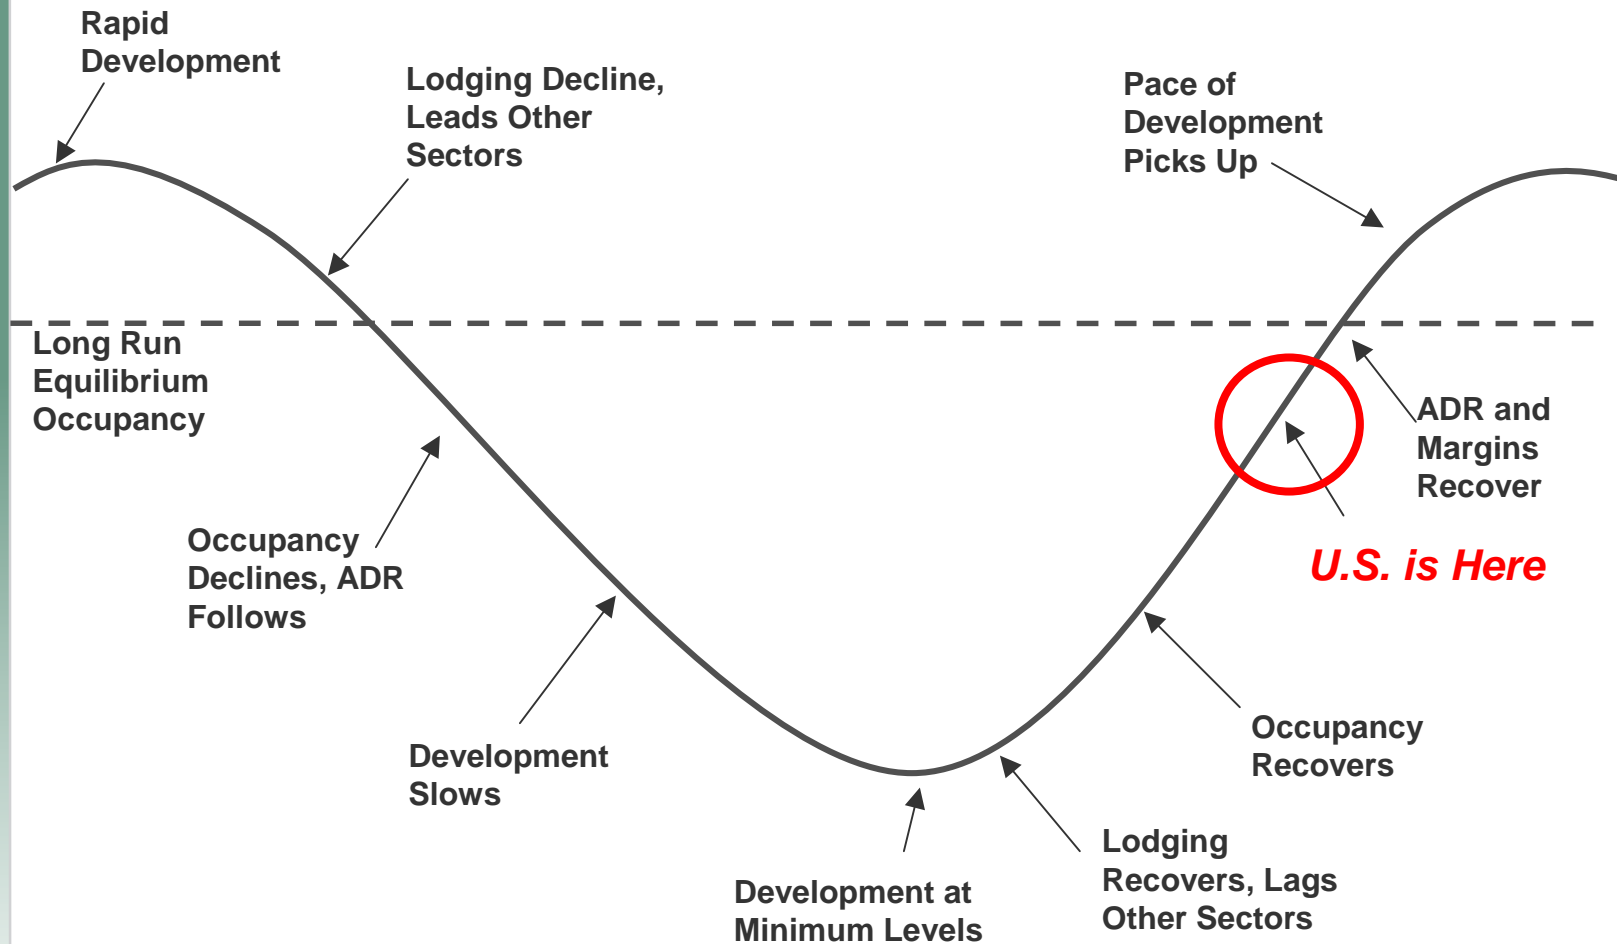 Rapid
Development
Lodging Decline,
Leads Other
Sectors
Pace of
Development
Picks Up
Long Run
Equilibrium
Occupancy
ADR and
Margins
Recover
Occupancy
Declines, ADR
Follows
U.S. is Here
Development
Slows
Occupancy
Recovers
Lodging
Recovers, Lags
Other Sectors
Development at
Minimum Levels